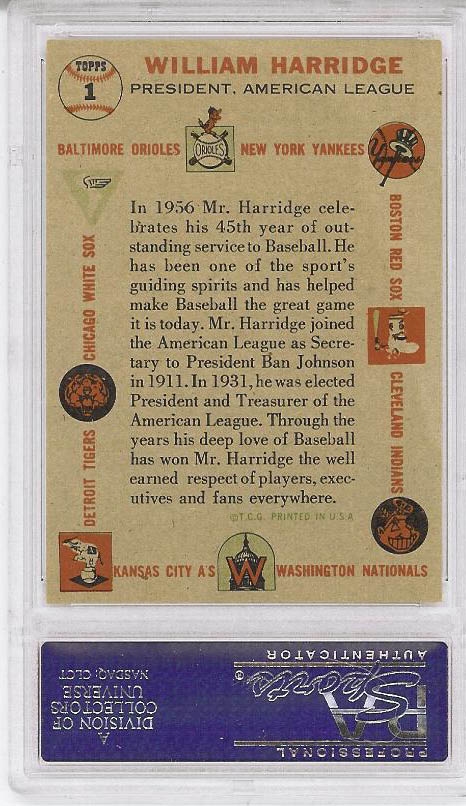 TOPPS
1
WILLIAM HARRIDGE
PRESIDENT, AMERICAN LEAGUE
BALTIMORE ORIOLES
ORIOLES
NEW YORK YANKEES
Yankees
BOSTON RED SOX
CLEVELAND INDIANS
CHICAGO WHITE SOX
DETROIT TIGERS
In 1956 Mr. Harridge cele-
brates his 45th year of out-
standing service to Baseball. He
has been one of the sport's
guiding spirits and has helped
make Baseball the great game
it is today. Mr. Harridge joined
the American League as Secre-
tary to President Ban Johnson
in 1911. In 1931, he was elected
President and Treasurer of the
American League. Through the
years his deep love of Baseball
has won Mr. Harridge the well
earned respect of players, exec-
utives and fans everywhere.
©T.C.G. PRINTED IN U.S.A
KANSAS CITY A'S
W
WASHINGTON NATIONALS
PROFESSIONAL
PSA
Sports
®
AUTHENTICATOR
A
DIVISION OF
COLLECTORS
UNIVERSE
NASDAQ: CLCT